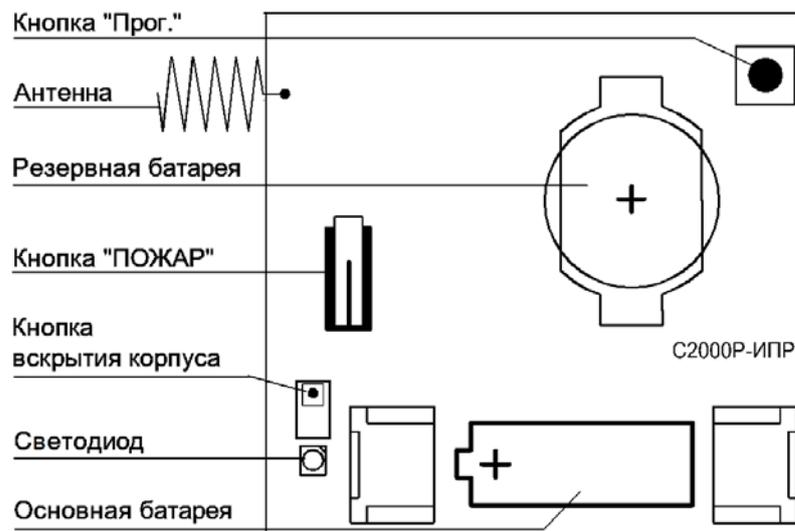 Кнопка "Прог."
Антенна
Резервная батарея
Кнопка "ПОЖАР"
Кнопка
вскрытия корпуса
С2000Р-ИПР
Светодиод
Основная батарея